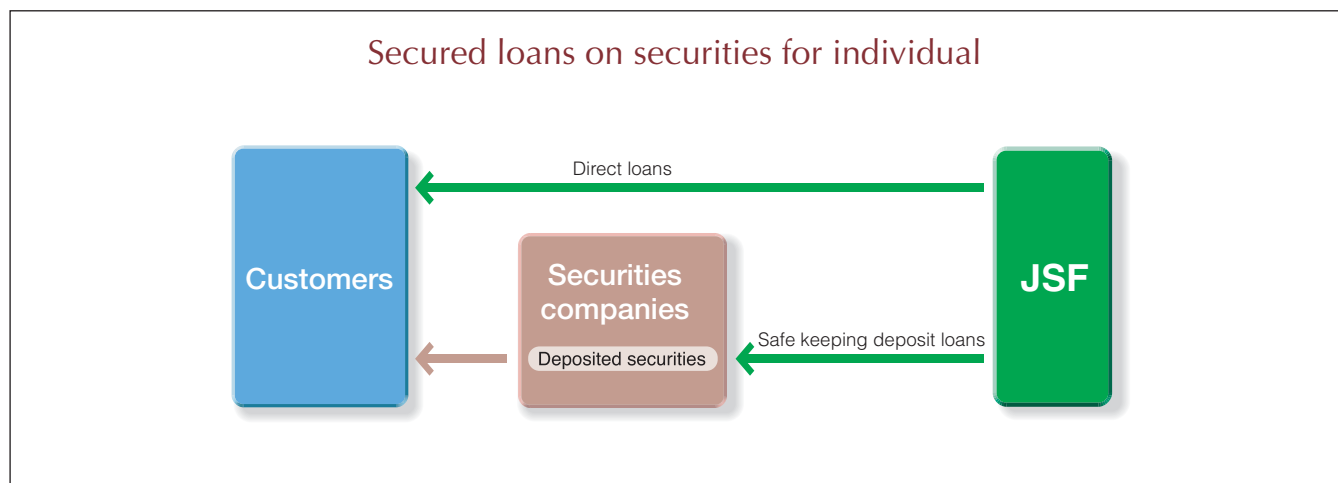 Secured loans on securities for individual
Direct loans
Customers
Securities
companies
Deposited securities
Safe keeping deposit loans
JSF